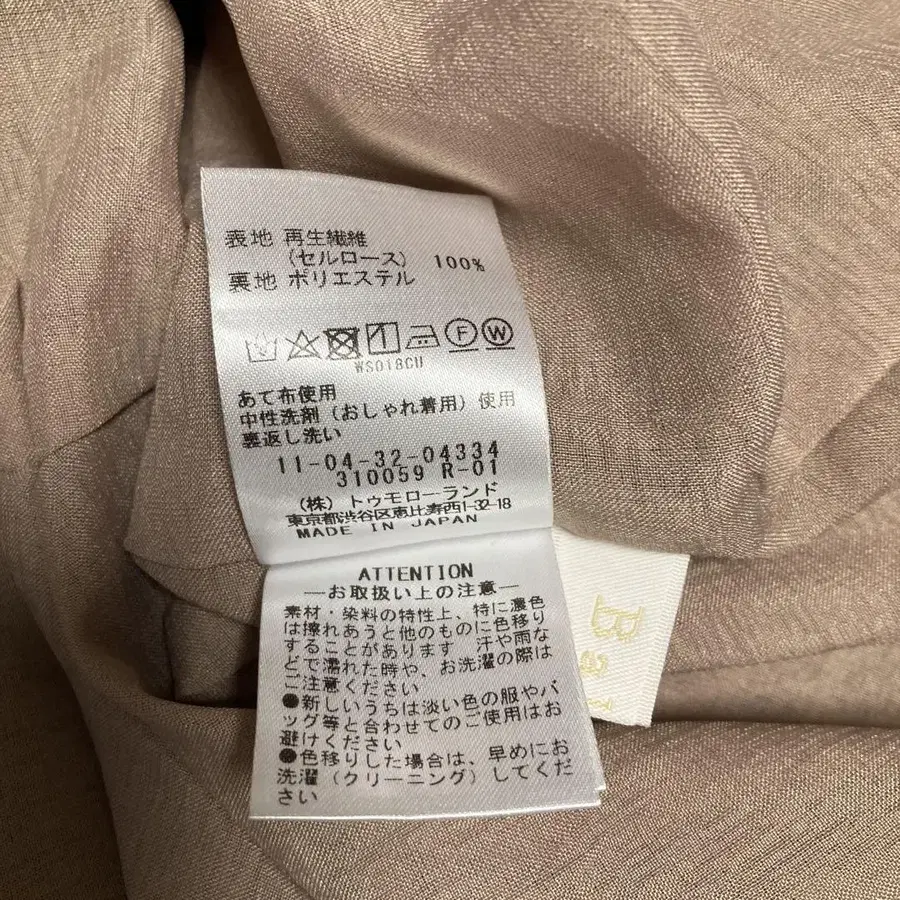 表地 再生繊維
(セルロース) 100%
裏地 ポリエステル
WS018CU
あて布使用
中性洗剤 (おしゃれ着用) 使用
裏返し洗い
11-04-32-04334
310059 R-01
(株) トゥモローランド
東京都渋谷区恵比寿西1-32-18
MADE IN JAPAN
ATTENTION
―お取扱い上の注意―
素材・染料の特性上、特に濃色
は擦れあうと他のものに色移り
することがあります 汗や雨な
どで濡れた時や、お洗濯の際は
ご注意ください
●新しいうちは淡い色の服やバ
ッグ等と合わせてのご使用はお
避けください
●色移りした場合は、早めにお
洗濯 (クリーニング) してくだ
さい